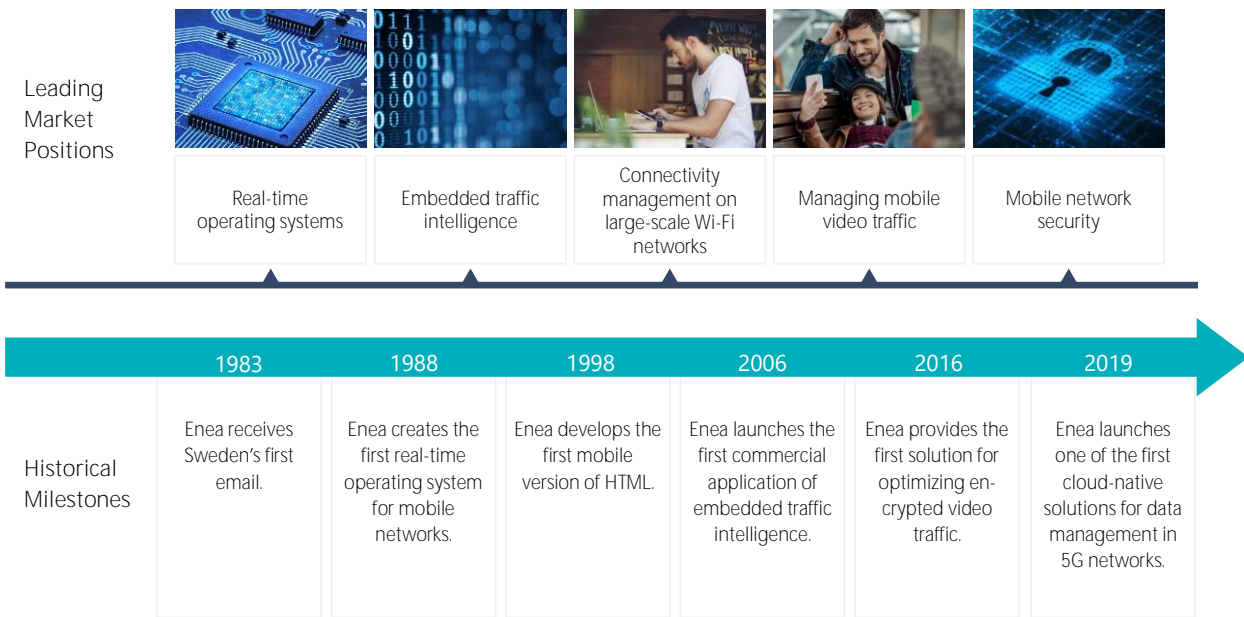 Leading
Market
Positions
Real-time
operating systems
Embedded traffic
intelligence
Connectivity
management on
large-scale Wi-Fi
networks
Managing mobile
video traffic
Mobile network
security
1983
1988
1998
2006
2016
2019
Historical
Milestones
Enea receives
Sweden's first
email.
Enea creates the
first real-time
operating system
for mobile
networks.
Enea develops the
first mobile
version of HTML.
Enea launches the
first commercial
application of
embedded traffic
intelligence.
Enea provides the
first solution for
optimizing en-
crypted video
traffic.
Enea launches
one of the first
cloud-native
solutions for data
management in
5G networks.